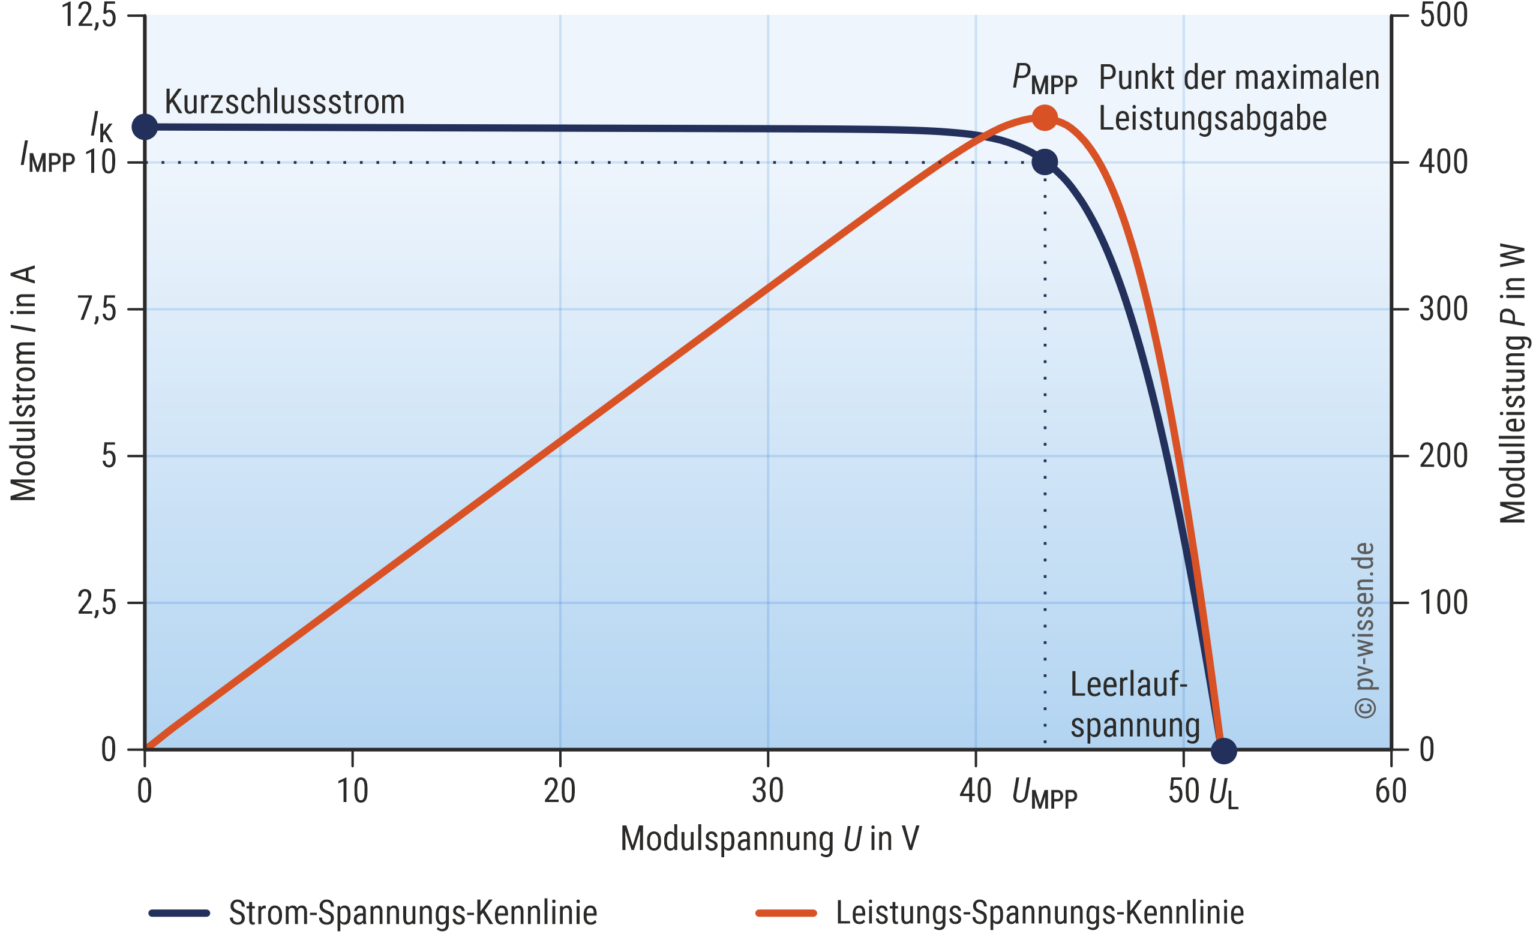 12,5
500
P_MPP
Punkt der maximalen
Leistungsabgabe
Kurzschlussstrom
I_K
I_MPP 10
400
7,5
300
5
200
2,5
100
0
0
Modulstrom I in A
Modulleistung P in W
© pv-wissen.de
Leerlauf-
spannung
0 10 20 30 40 U_MPP 50 U_L 60
Modulspannung U in V
Strom-Spannungs-Kennlinie
Leistungs-Spannungs-Kennlinie